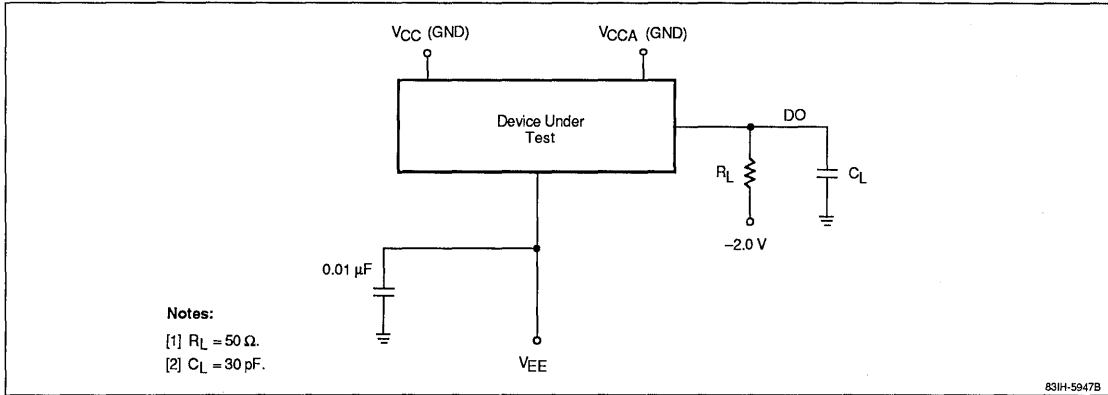 VCC (GND)
VCCA (GND)
Device Under
Test
DO
RL
CL
–2.0 V
0.01 µF
VEE
Notes:
[1] RL = 50 Ω.
[2] CL = 30 pF.
83IH-5947B